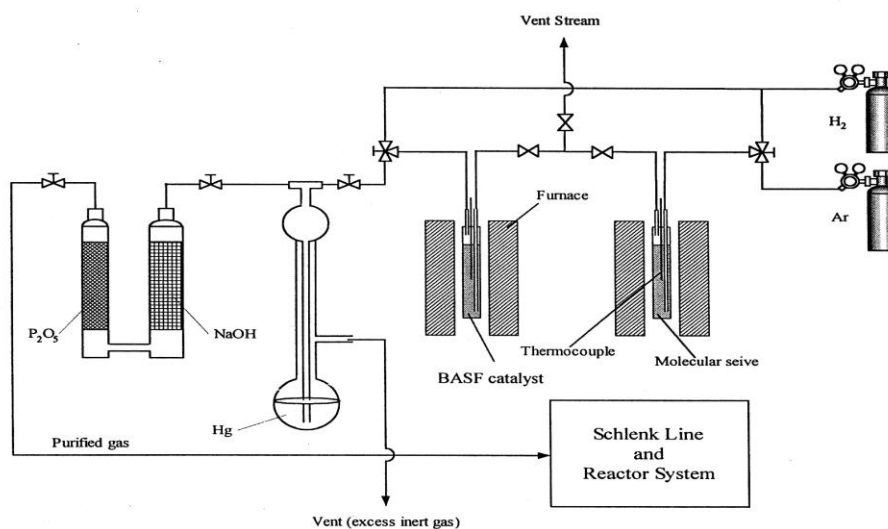 Vent Stream
H₂
Ar
Furnace
P₂O₅
NaOH
Thermocouple
Molecular seive
BASF catalyst
Hg
Purified gas
Schlenk Line
and
Reactor System
Vent (excess inert gas)